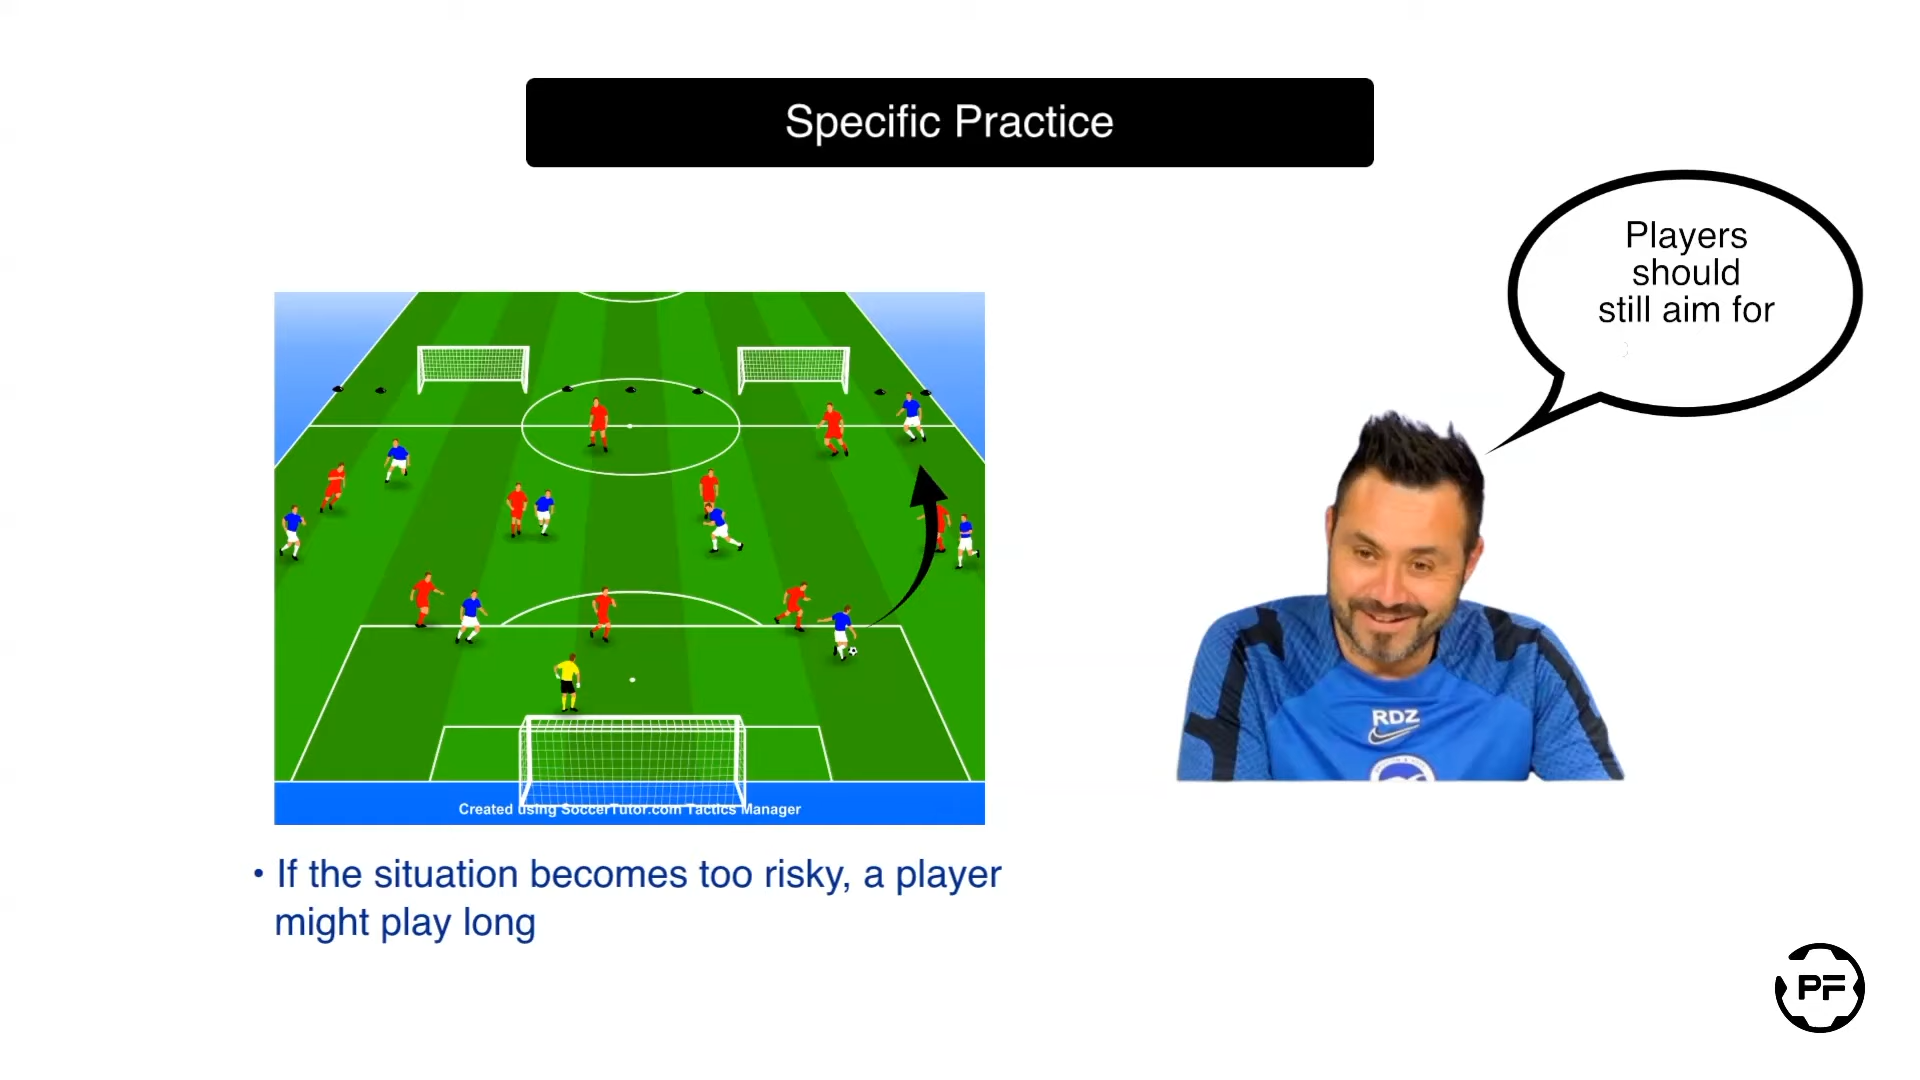 Specific Practice
Players
should
still aim for
RDZ
Created using SoccerTutor.com Tactics Manager
• If the situation becomes too risky, a player
might play long
PF